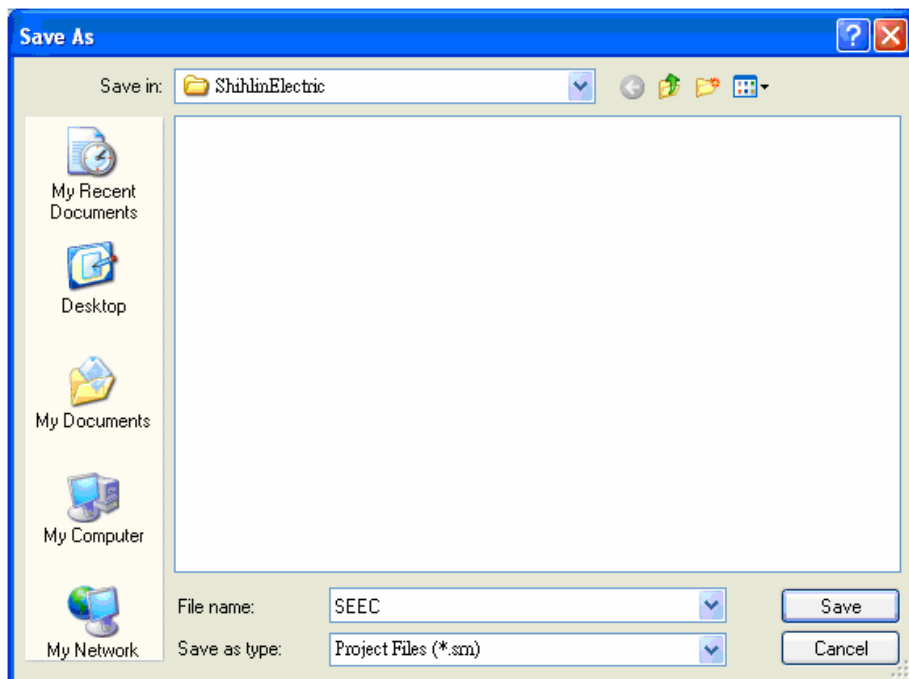 Save As
Save in:
ShihlinElectric
My Recent
Documents
Desktop
My Documents
My Computer
My Network
File name:
SEEC
Save
Save as type:
Project Files (*.sm)
Cancel